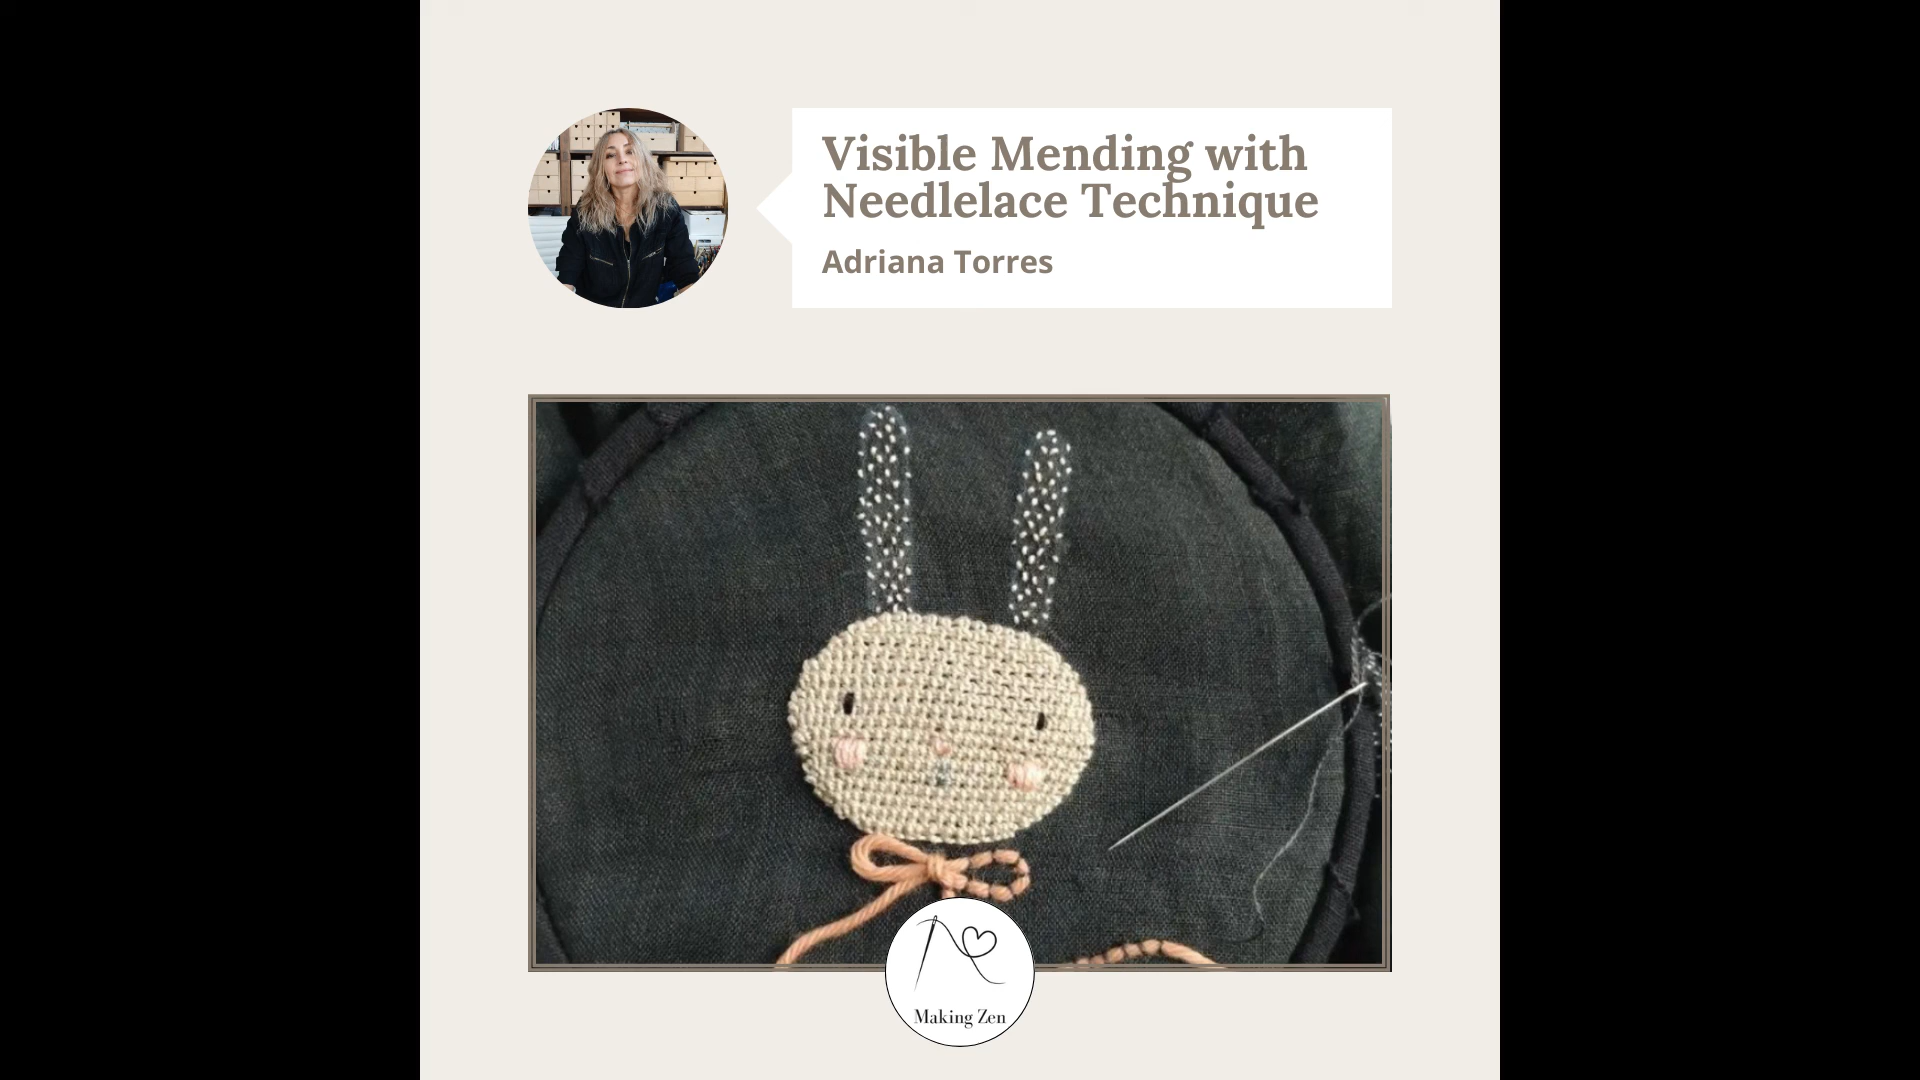 Visible Mending with
Needlelace Technique
Adriana Torres
Making Zen